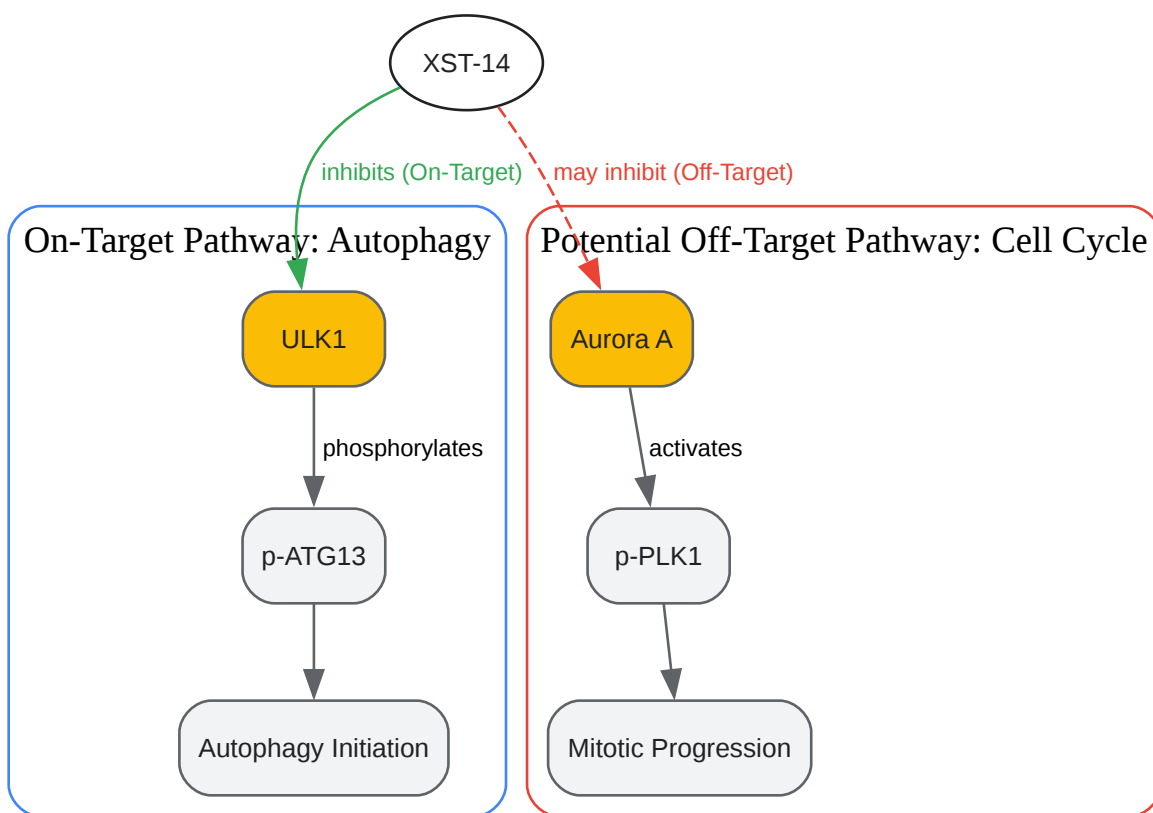 XST-14
inhibits (On-Target)
may inhibit (Off-Target)
On-Target Pathway: Autophagy
Potential Off-Target Pathway: Cell Cycle
ULK1
Aurora A
phosphorylates
activates
p-ATG13
p-PLK1
Autophagy Initiation
Mitotic Progression